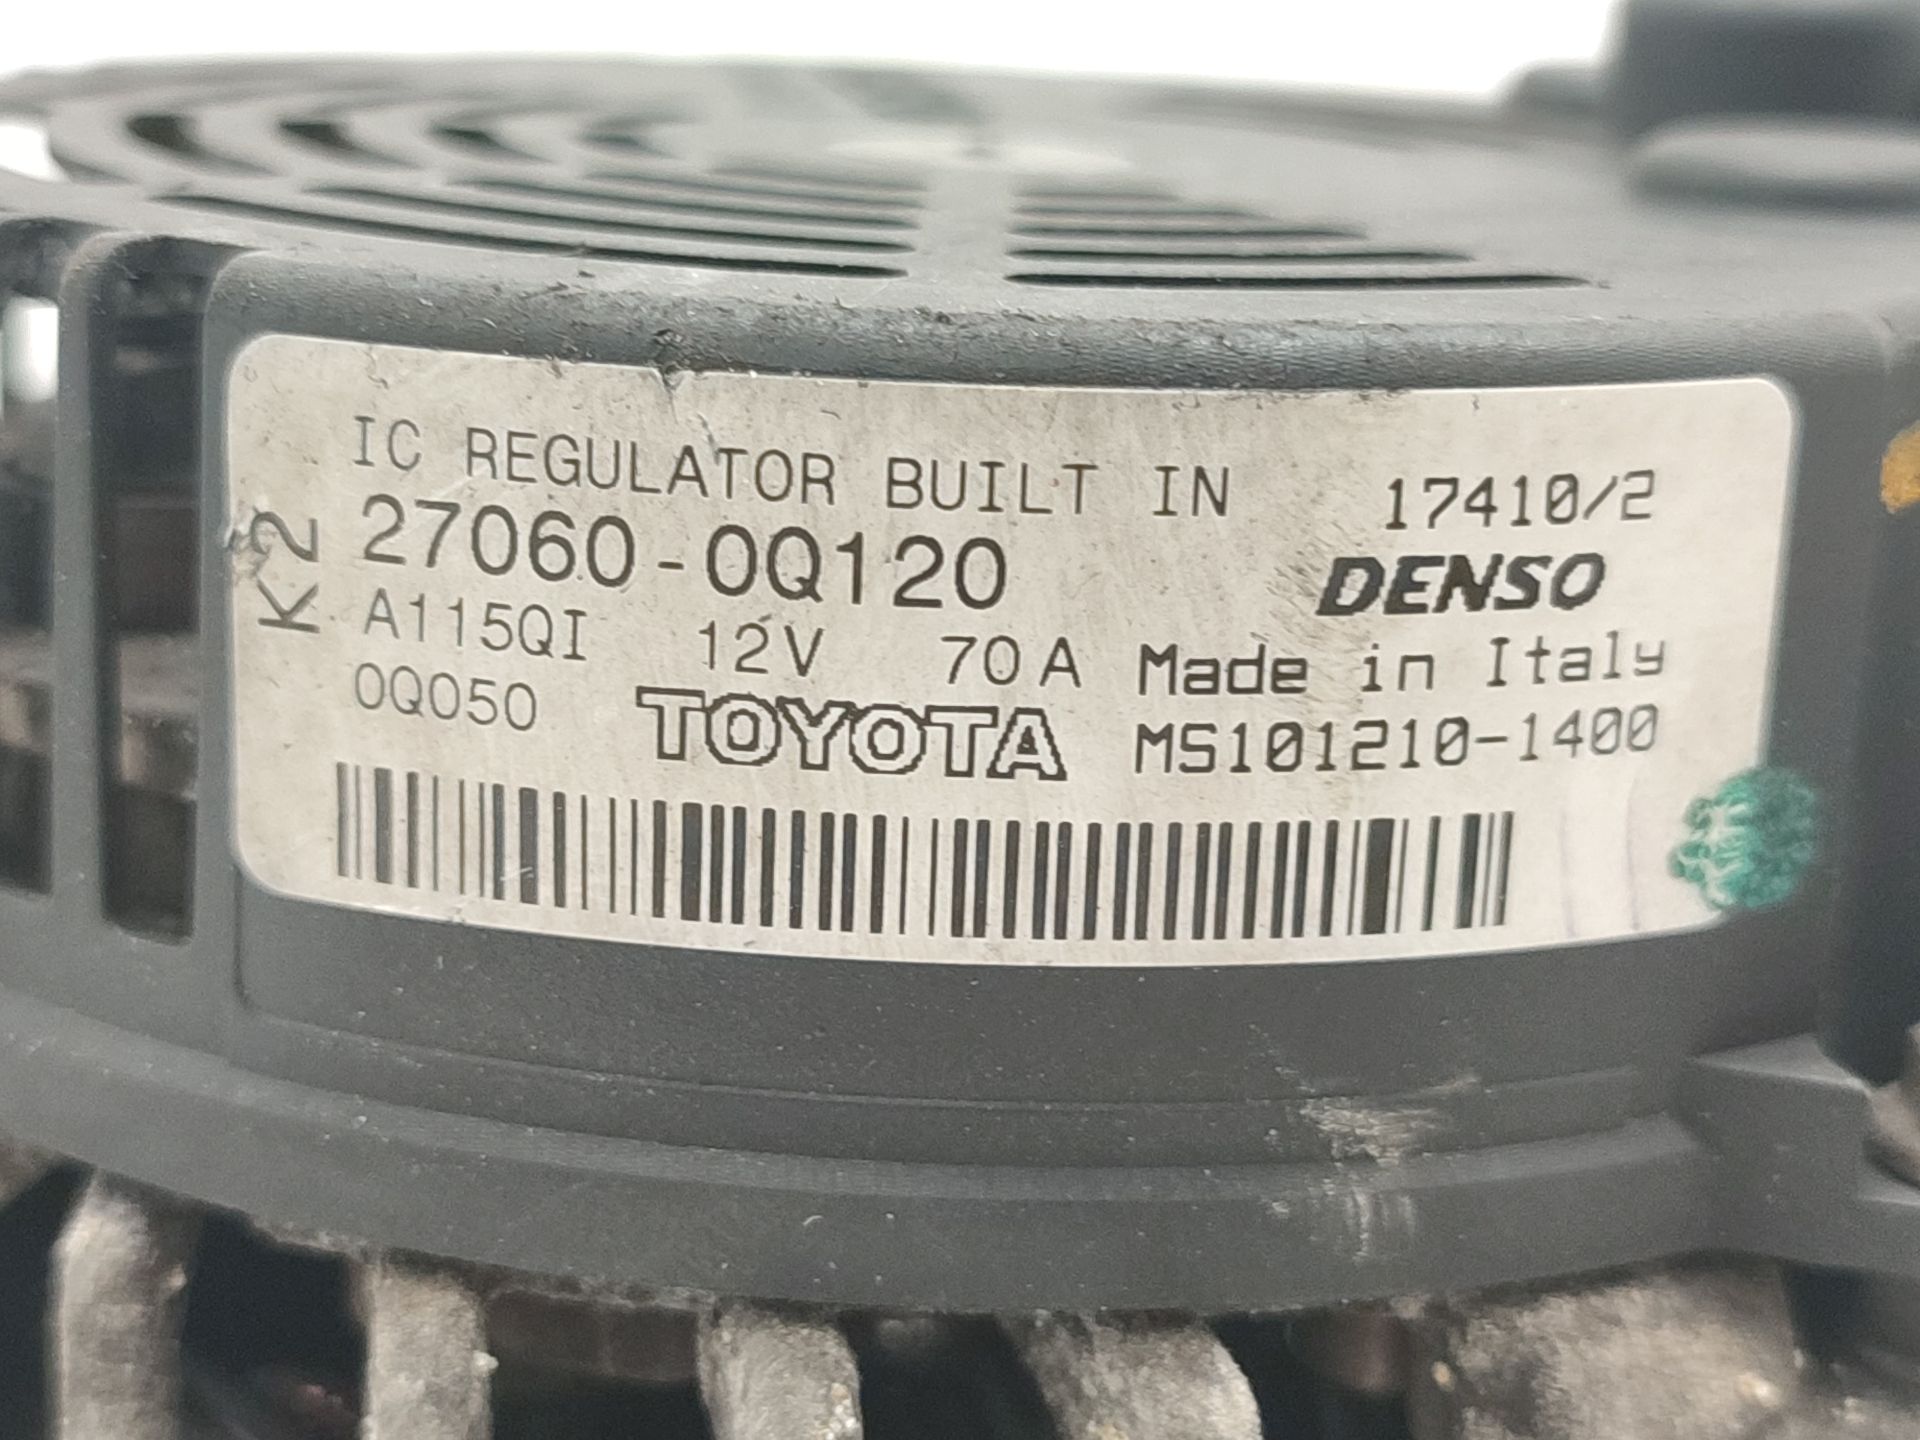 IC REGULATOR BUILT IN 17410/2
K2
27060-0Q120 DENSO
A115QI 12V 70A Made in Italy
0Q050 TOYOTA MS101210-1400